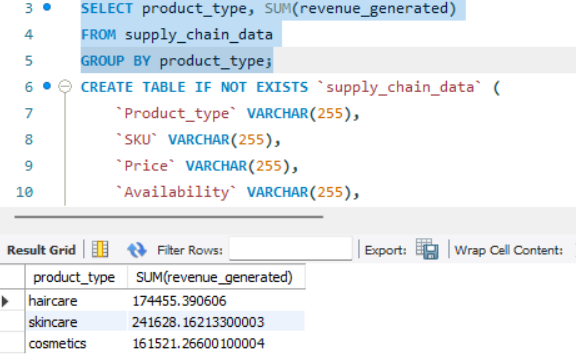 3 SELECT product_type, SUM(revenue_generated)
4 FROM supply_chain_data
5 GROUP BY product_type;
6 CREATE TABLE IF NOT EXISTS `supply_chain_data` (
7 `Product_type` VARCHAR(255),
8 `SKU` VARCHAR(255),
9 `Price` VARCHAR(255),
10 `Availability` VARCHAR(255),
Result Grid Filter Rows: Export: Wrap Cell Content:
product_type SUM(revenue_generated)
haircare 174455.390606
skincare 241628.16213300003
cosmetics 161521.26600100004